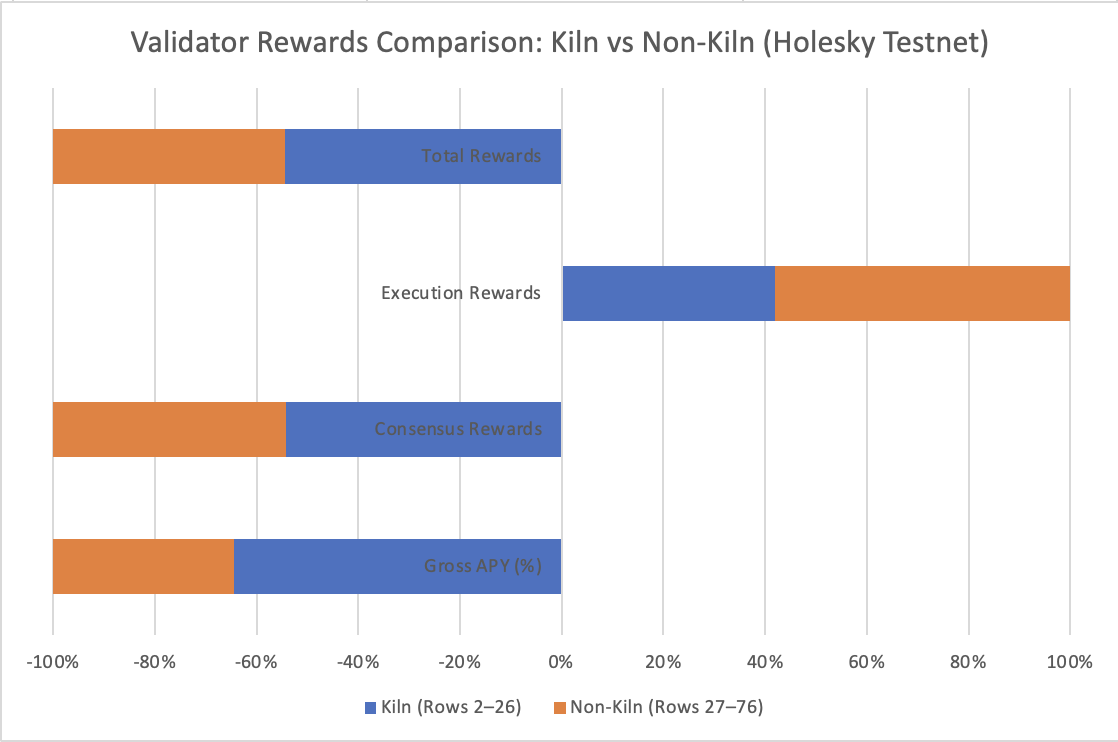 Validator Rewards Comparison: Kiln vs Non-Kiln (Holesky Testnet)
Total Rewards
Execution Rewards
Consensus Rewards
Gross APY (%)
-100% -80% -60% -40% -20% 0% 20% 40% 60% 80% 100%
Kiln (Rows 2–26) Non-Kiln (Rows 27–76)